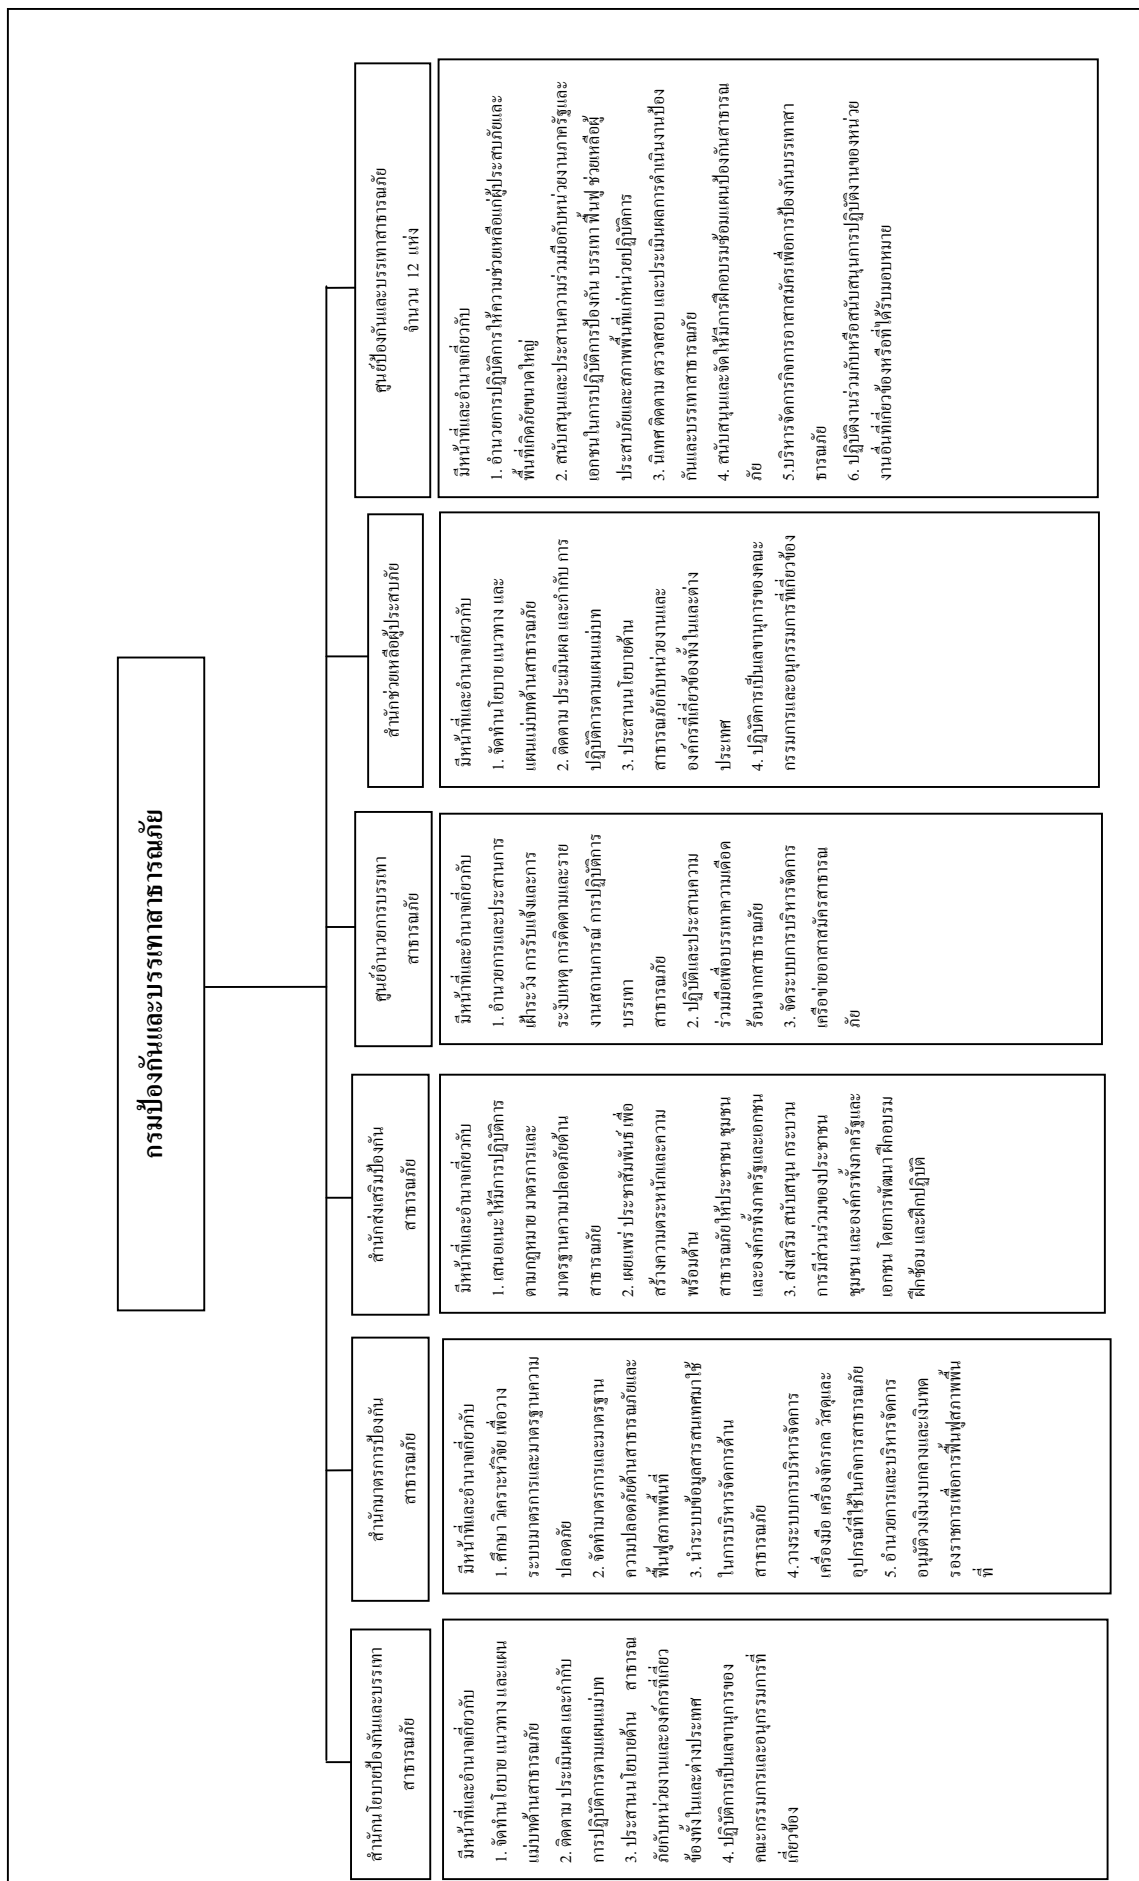 กรมป้องกันและบรรเทาสาธารณภัย
สำนักนโยบายป้องกันและบรรเทา
สาธารณภัย
มีหน้าที่และอำนาจเกี่ยวกับ
1. จัดทำนโยบาย แนวทาง และแผน
แม่บทด้านสาธารณภัย
2. ติดตาม ประเมินผล และกำกับ
การปฏิบัติการตามแผนแม่บท
3. ประสานนโยบายด้าน สาธารณ
ภัยกับหน่วยงานและองค์กรที่เกี่ยว
ข้องทั้งในและต่างประเทศ
4. ปฏิบัติการเป็นเลขานุการของ
คณะกรรมการและอนุกรรมการที่
เกี่ยวข้อง
สำนักมาตรการป้องกัน
สาธารณภัย
มีหน้าที่และอำนาจเกี่ยวกับ
1. ศึกษา วิเคราะห์วิจัย เพื่อวาง
ระบบมาตรการและมาตรฐานความ
ปลอดภัย
2. จัดทำมาตรการและมาตรฐาน
ความปลอดภัยด้านสาธารณภัยและ
ฟื้นฟูสภาพพื้นที่
3. นำระบบข้อมูลสารสนเทศมาใช้
ในการบริหารจัดการด้าน
สาธารณภัย
4.วางระบบการบริหารจัดการ
เครื่องมือ เครื่องจักรกล วัสดุและ
อุปกรณ์ที่ใช้ในกิจการสาธารณภัย
5. อำนวยการและบริหารจัดการ
อนุมัติวงเงินงบกลางและเงินทด
รองราชการเพื่อการฟื้นฟูสภาพพื้น
ที่
สำนักส่งเสริมป้องกัน
สาธารณภัย
มีหน้าที่และอำนาจเกี่ยวกับ
1. เสนอแนะให้มีการปฏิบัติการ
ตามกฎหมาย มาตรการและ
มาตรฐานความปลอดภัยด้าน
สาธารณภัย
2. เผยแพร่ ประชาสัมพันธ์ เพื่อ
สร้างความตระหนักและความ
พร้อมด้าน
สาธารณภัยให้ประชาชน ชุมชน
และองค์กรทั้งภาครัฐและเอกชน
3. ส่งเสริม สนับสนุน กระบวน
การมีส่วนร่วมของประชาชน
ชุมชน และองค์กรทั้งภาครัฐและ
เอกชน โดยการพัฒนา ฝึกอบรม
ฝึกซ้อม และฝึกปฏิบัติ
ศูนย์อำนวยการบรรเทา
สาธารณภัย
มีหน้าที่และอำนาจเกี่ยวกับ
1. อำนวยการและประสานการ
เฝ้าระวัง การรับแจ้งและการ
ระงับเหตุ การติดตามและราย
งานสถานการณ์ การปฏิบัติการ
บรรเทา
สาธารณภัย
2. ปฏิบัติและประสานความ
ร่วมมือเพื่อบรรเทาความเดือด
ร้อนจากสาธารณภัย
3. จัดระบบการบริหารจัดการ
เครือข่ายอาสาสมัครสาธารณ
ภัย
สำนักช่วยเหลือผู้ประสบภัย
มีหน้าที่และอำนาจเกี่ยวกับ
1. จัดทำนโยบาย แนวทาง และ
แผนแม่บทด้านสาธารณภัย
2. ติดตาม ประเมินผล และกำกับ การ
ปฏิบัติการตามแผนแม่บท
3. ประสานนโยบายด้าน
สาธารณภัยกับหน่วยงานและ
องค์กรที่เกี่ยวข้องทั้งในและต่าง
ประเทศ
4. ปฏิบัติการเป็นเลขานุการของคณะ
กรรมการและอนุกรรมการที่เกี่ยวข้อง
ศูนย์ป้องกันและบรรเทาสาธารณภัย
จำนวน 12 แห่ง
มีหน้าที่และอำนาจเกี่ยวกับ
1. อำนวยการปฏิบัติการให้ความช่วยเหลือแก่ผู้ประสบภัยและ
พื้นที่เกิดภัยขนาดใหญ่
2. สนับสนุนและประสานความร่วมมือกับหน่วยงานภาครัฐและ
เอกชนในการปฏิบัติการป้องกัน บรรเทา ฟื้นฟู ช่วยเหลือผู้
ประสบภัยและสภาพพื้นที่แก่หน่วยปฏิบัติการ
3. นิเทศ ติดตาม ตรวจสอบ และประเมินผลการดำเนินงานป้อง
กันและบรรเทาสาธารณภัย
4. สนับสนุนและจัดให้มีการฝึกอบรมซ้อมแผนป้องกันสาธารณ
ภัย
5.บริหารจัดการกิจการอาสาสมัครเพื่อการป้องกันบรรเทาสา
ธารณภัย
6. ปฏิบัติงานร่วมกับหรือสนับสนุนการปฏิบัติงานของหน่วย
งานอื่นที่เกี่ยวข้องหรือที่ได้รับมอบหมาย